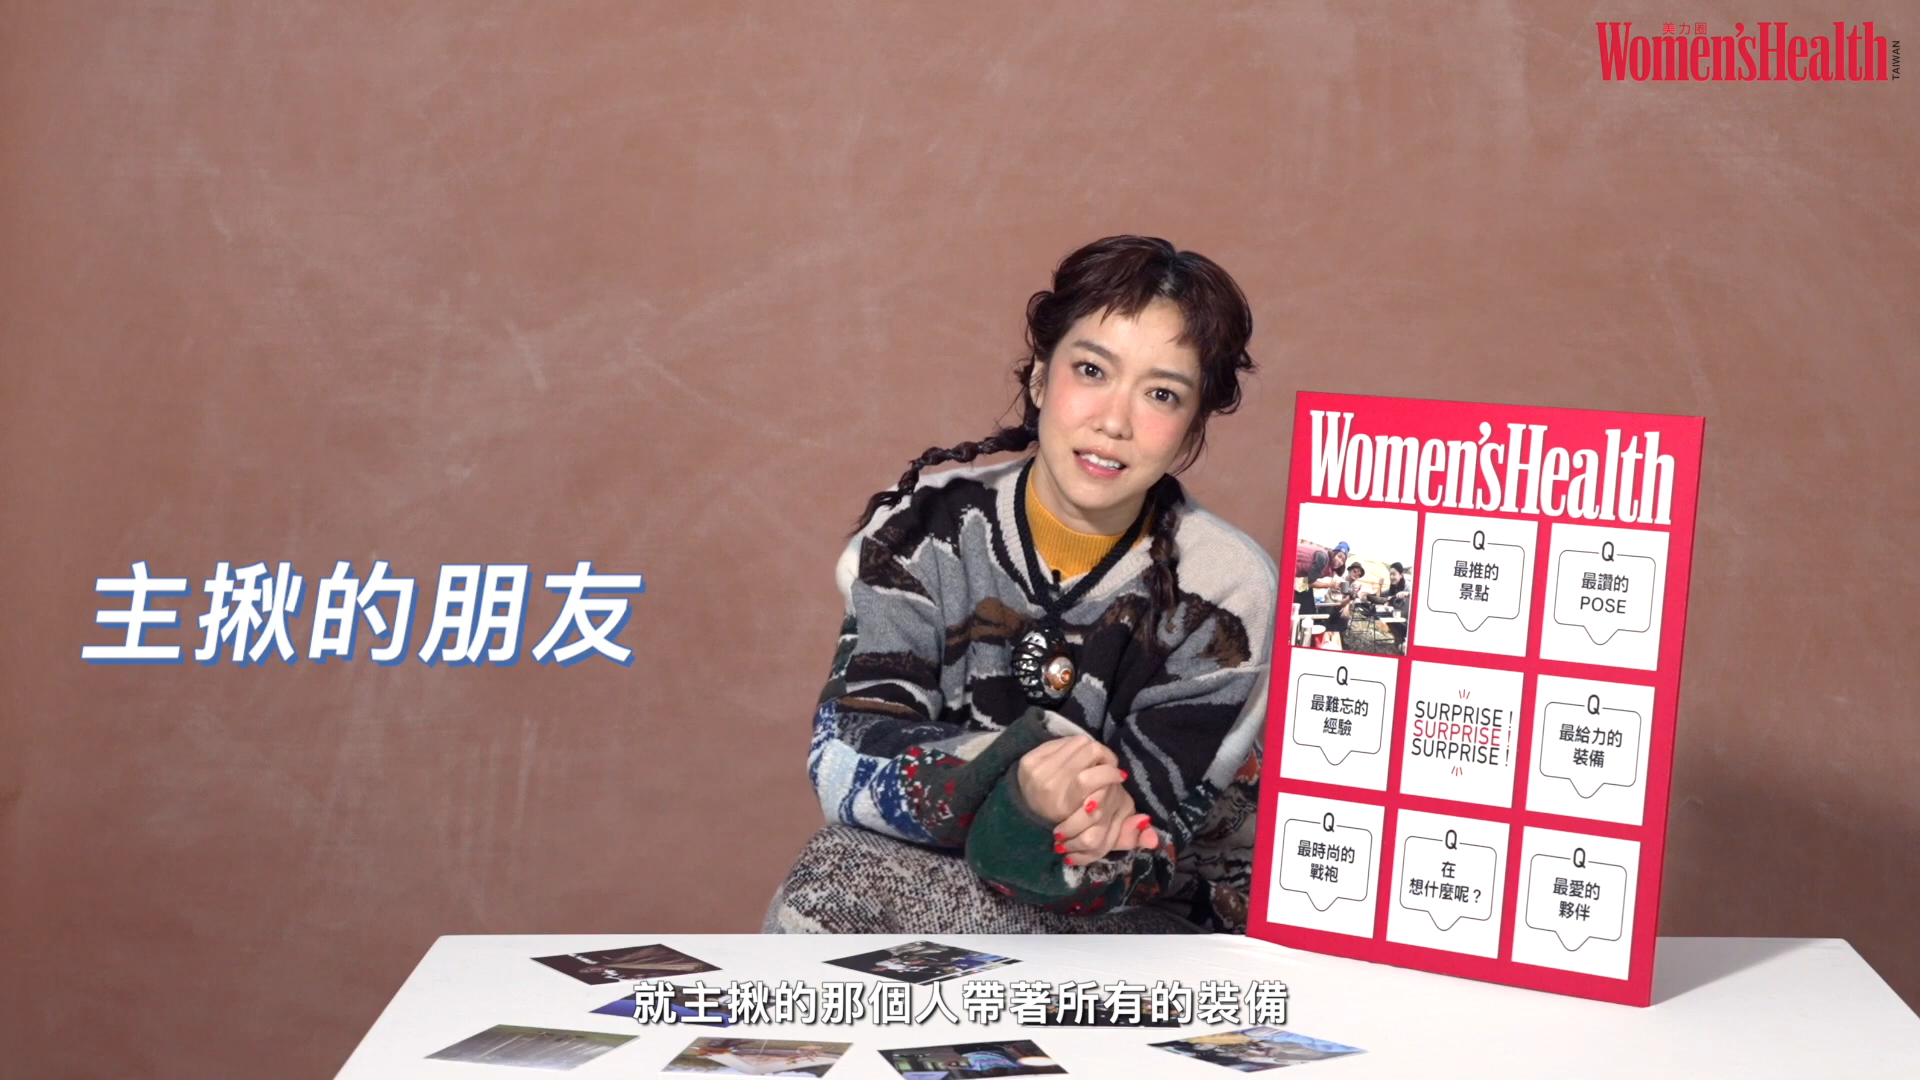 美力圈
Women'sHealth
TAIWAN
Women'sHealth
Q
最推的
景點
Q
最讚的
POSE
Q
最難忘的
經驗
SURPRISE!
SURPRISE!
SURPRISE!
Q
最給力的
裝備
Q
最時尚的
戰袍
Q
在
想什麼呢？
Q
最愛的
夥伴
主揪的朋友
就主揪的那個人帶著所有的裝備